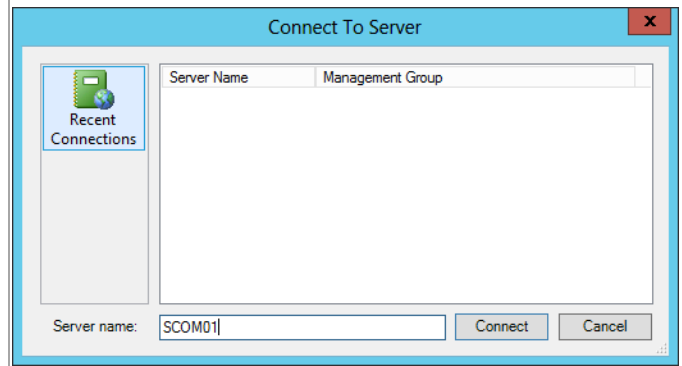 Connect To Server
x
Server Name Management Group
Recent
Connections
Server name: SCOM01 Connect Cancel